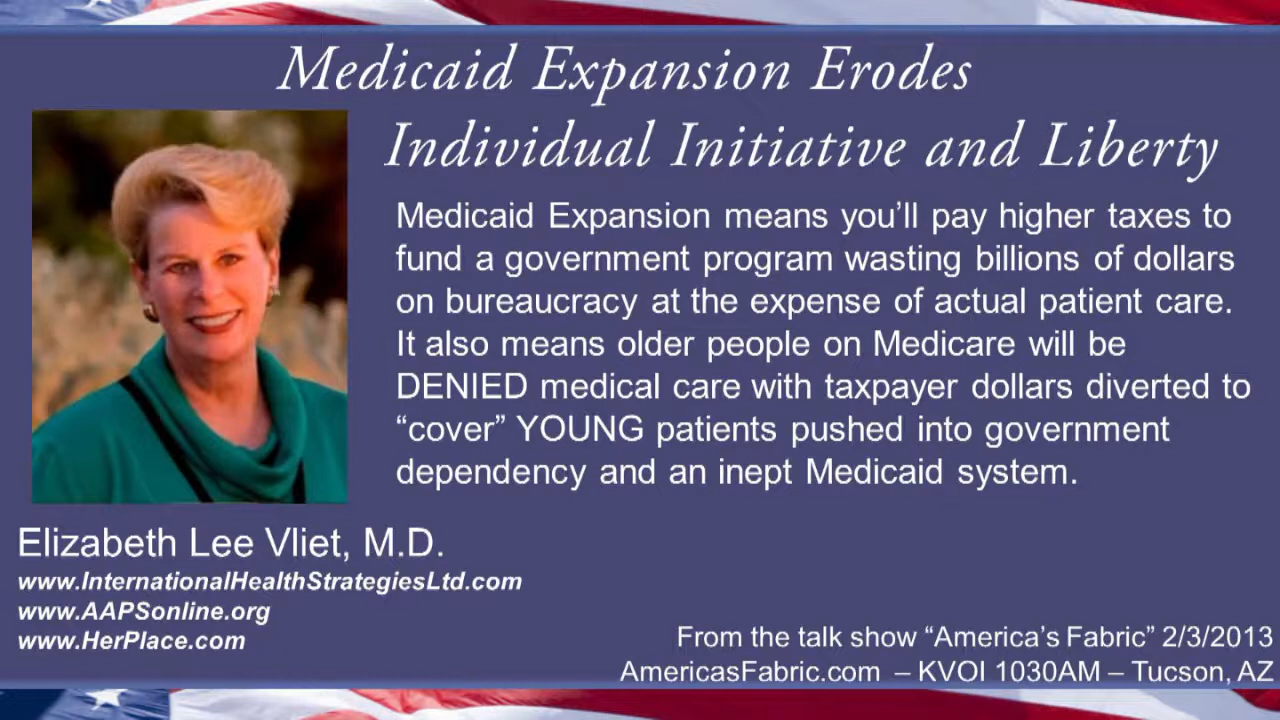 Medicaid Expansion Erodes
Individual Initiative and Liberty
Medicaid Expansion means you’ll pay higher taxes to
fund a government program wasting billions of dollars
on bureaucracy at the expense of actual patient care.
It also means older people on Medicare will be
DENIED medical care with taxpayer dollars diverted to
“cover” YOUNG patients pushed into government
dependency and an inept Medicaid system.
Elizabeth Lee Vliet, M.D.
www.InternationalHealthStrategiesLtd.com
www.AAPSonline.org
www.HerPlace.com
From the talk show “America’s Fabric” 2/3/2013
AmericasFabric.com – KVOI 1030AM – Tucson, AZ